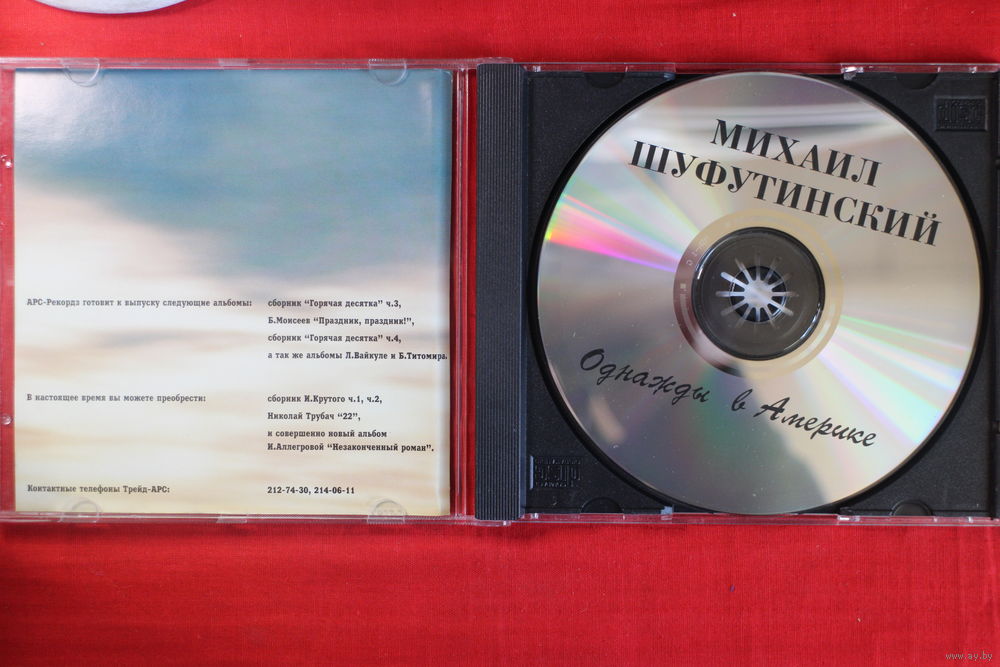 АРС-Рекордз готовит к выпуску следующие альбомы:
сборник "Горячая десятка" ч.3,
Б.Моисеев "Праздник, праздник!",
сборник "Горячая десятка" ч.4,
а так же альбомы Л.Вайкуле и Б.Титомира.
В настоящее время вы можете преобрести:
сборник И.Крутого ч.1, ч.2,
Николай Трубач "22",
и совершенно новый альбом
И.Аллегровой "Незаконченный роман".
Контактные телефоны Трейд-АРС:
212-74-30, 214-06-11
МИХАИЛ
ШУФУТИНСКИЙ
Однажды в Америке
www.ay.by